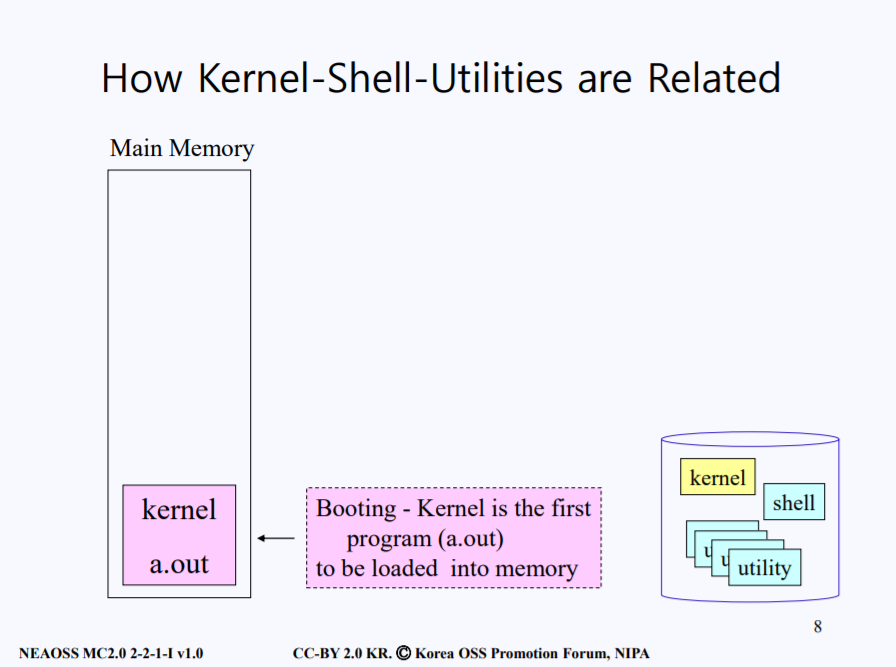 How Kernel-Shell-Utilities are Related
Main Memory
kernel
a.out
Booting - Kernel is the first
program (a.out)
to be loaded into memory
kernel
shell
utility
8
NEAOSS MC2.0 2-2-1-I v1.0
CC-BY 2.0 KR. Ⓒ Korea OSS Promotion Forum, NIPA